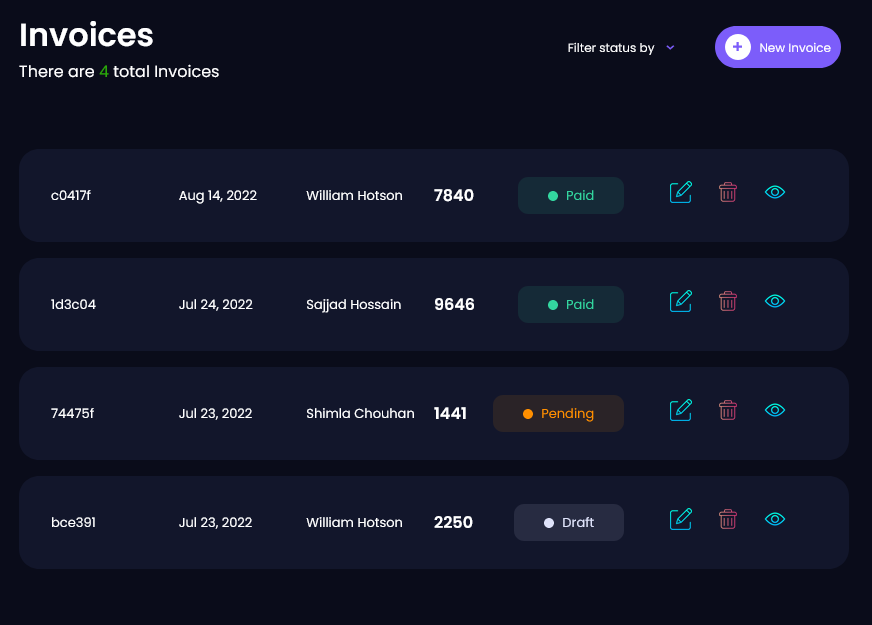 Invoices
There are 4 total Invoices
Filter status by
New Invoice
c0417f Aug 14, 2022 William Hotson 7840 Paid
1d3c04 Jul 24, 2022 Sajjad Hossain 9646 Paid
74475f Jul 23, 2022 Shimla Chouhan 1441 Pending
bce391 Jul 23, 2022 William Hotson 2250 Draft